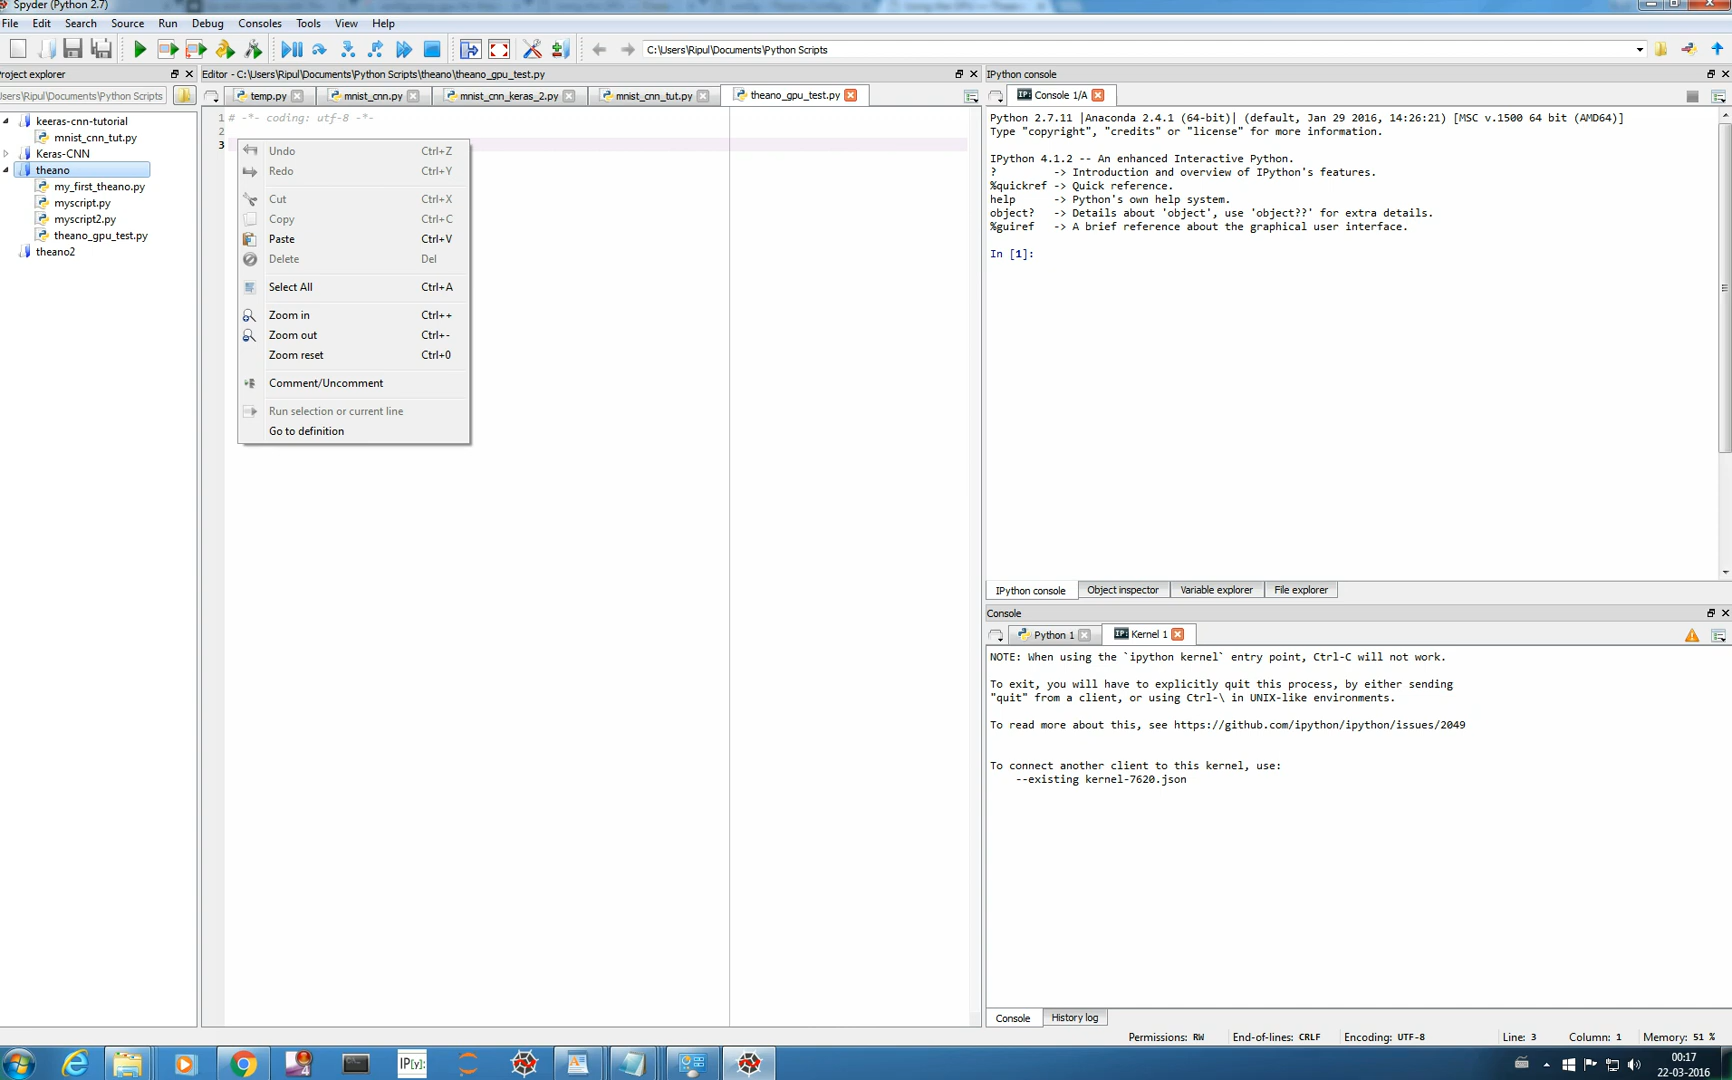 Spyder (Python 2.7)
File Edit Search Source Run Debug Consoles Tools View Help
C:\Users\Ripul\Documents\Python Scripts
roject explorer
sers\Ripul\Documents\Python Scripts
keeras-cnn-tutorial
mnist_cnn_tut.py
Keras-CNN
theano
my_first_theano.py
myscript.py
myscript2.py
theano_gpu_test.py
theano2
Editor - C:\Users\Ripul\Documents\Python Scripts\theano\theano_gpu_test.py
temp.py mnist_cnn.py mnist_cnn_keras_2.py mnist_cnn_tut.py theano_gpu_test.py
1 # -*- coding: utf-8 -*-
2
3
Undo Ctrl+Z
Redo Ctrl+Y
Cut Ctrl+X
Copy Ctrl+C
Paste Ctrl+V
Delete Del
Select All Ctrl+A
Zoom in Ctrl++
Zoom out Ctrl+-
Zoom reset Ctrl+0
Comment/Uncomment
Run selection or current line
Go to definition
IPython console
Console 1/A
Python 2.7.11 |Anaconda 2.4.1 (64-bit)| (default, Jan 29 2016, 14:26:21) [MSC v.1500 64 bit (AMD64)]
Type "copyright", "credits" or "license" for more information.
IPython 4.1.2 -- An enhanced Interactive Python.
? -> Introduction and overview of IPython's features.
%quickref -> Quick reference.
help -> Python's own help system.
object? -> Details about 'object', use 'object??' for extra details.
%guiref -> A brief reference about the graphical user interface.
In [1]:
IPython console Object inspector Variable explorer File explorer
Console
Python 1 Kernel 1
NOTE: When using the `ipython kernel` entry point, Ctrl-C will not work.
To exit, you will have to explicitly quit this process, by either sending
"quit" from a client, or using Ctrl-\ in UNIX-like environments.
To read more about this, see https://github.com/ipython/ipython/issues/2049
To connect another client to this kernel, use:
--existing kernel-7620.json
Console History log
Permissions: RW End-of-lines: CRLF Encoding: UTF-8 Line: 3 Column: 1 Memory: 51 %
IP[y]:
00:17
22-03-2016